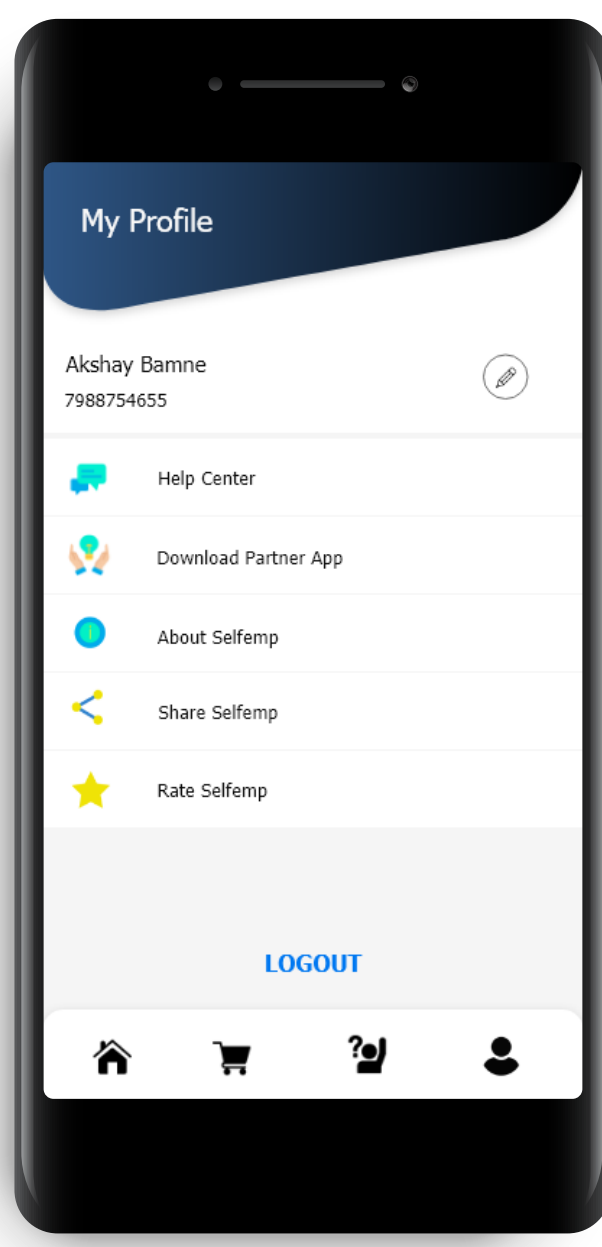 My Profile
Akshay Bamne
7988754655
Help Center
Download Partner App
About Selfemp
Share Selfemp
Rate Selfemp
LOGOUT